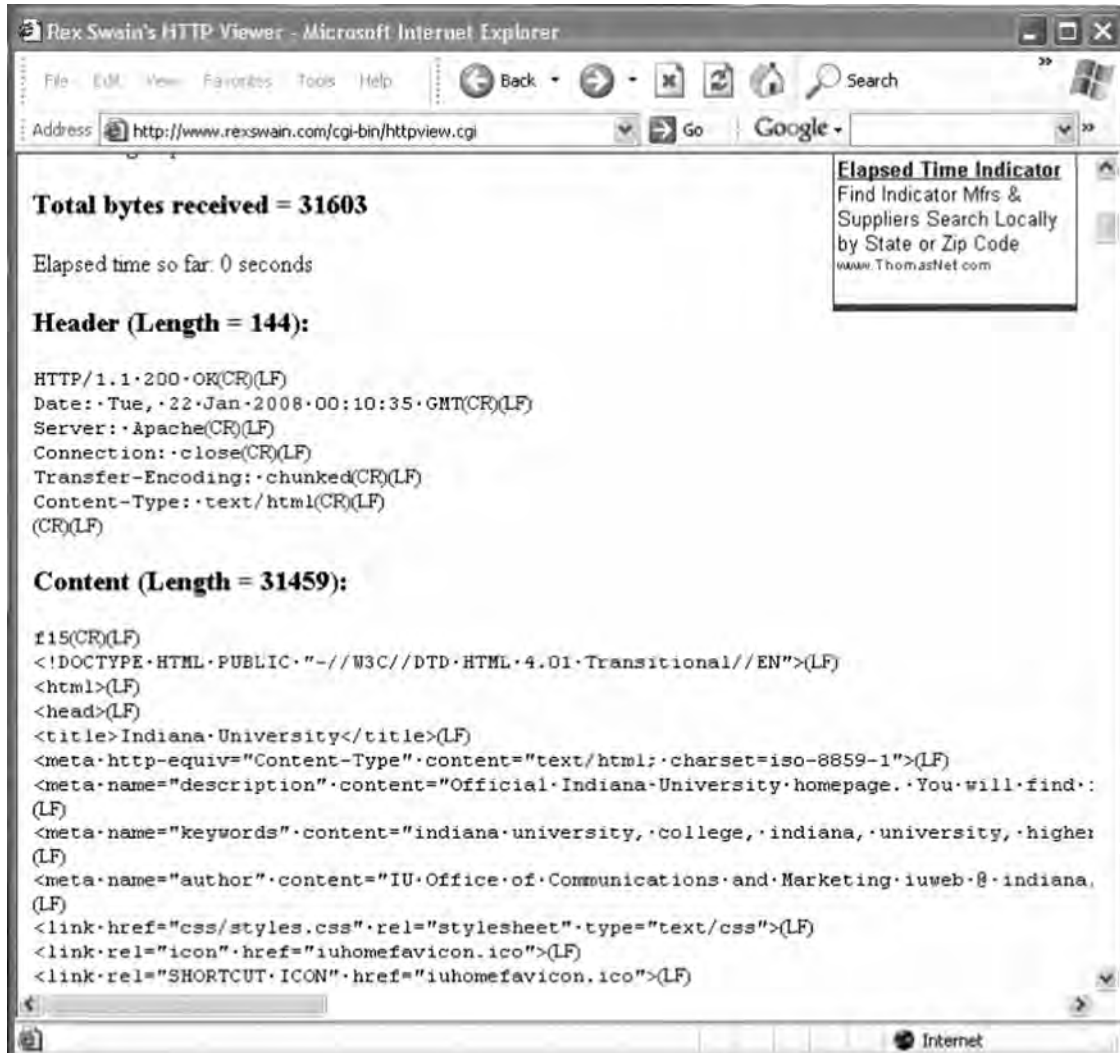 Rex Swain's HTTP Viewer - Microsoft Internet Explorer
File Edit View Favorites Tools Help Back Search »
Address http://www.rexswain.com/cgi-bin/httpview.cgi Go Google »
Elapsed Time Indicator
Find Indicator Mfrs &
Suppliers Search Locally
by State or Zip Code
www.ThomasNet.com
Total bytes received = 31603
Elapsed time so far: 0 seconds
Header (Length = 144):
HTTP/1.1·200·OK(CR)(LF)
Date:·Tue,·22·Jan·2008·00:10:35·GMT(CR)(LF)
Server:·Apache(CR)(LF)
Connection:·close(CR)(LF)
Transfer-Encoding:·chunked(CR)(LF)
Content-Type:·text/html(CR)(LF)
(CR)(LF)
Content (Length = 31459):
f15(CR)(LF)
<!DOCTYPE·HTML·PUBLIC·"-//W3C//DTD·HTML·4.01·Transitional//EN">(LF)
<html>(LF)
<head>(LF)
<title>Indiana·University</title>(LF)
<meta·http-equiv="Content-Type"·content="text/html;·charset=iso-8859-1">(LF)
<meta·name="description"·content="Official·Indiana·University·homepage.·You·will·find·
(LF)
<meta·name="keywords"·content="indiana·university,·college,·indiana,·university,·higher
(LF)
<meta·name="author"·content="IU·Office·of·Communications·and·Marketing·iuweb·@·indiana.
(LF)
<link·href="css/styles.css"·rel="stylesheet"·type="text/css">(LF)
<link·rel="icon"·href="iuhomefavicon.ico">(LF)
<link·rel="SHORTCUT·ICON"·href="iuhomefavicon.ico">(LF)
Internet